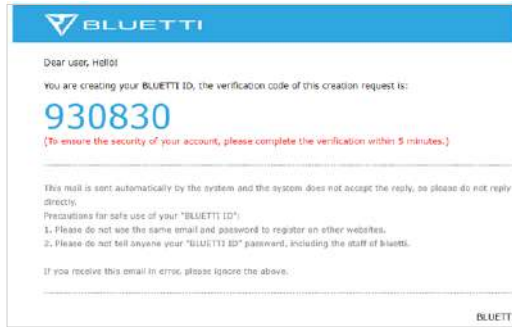 BLUETTI
Dear user, Hello!
You are creating your BLUETTI ID, the verification code of this creation request is:
930830
(To ensure the security of your account, please complete the verification within 5 minutes.)
This mail is sent automatically by the system and the system does not accept the reply, so please do not reply
directly.
Precautions for safe use of your "BLUETTI ID":
1. Please do not use the same email and password to register on other websites.
2. Please do not tell anyone your "BLUETTI ID" password, including the staff of bluetti.
If you receive this email in error, please ignore the above.
BLUETT